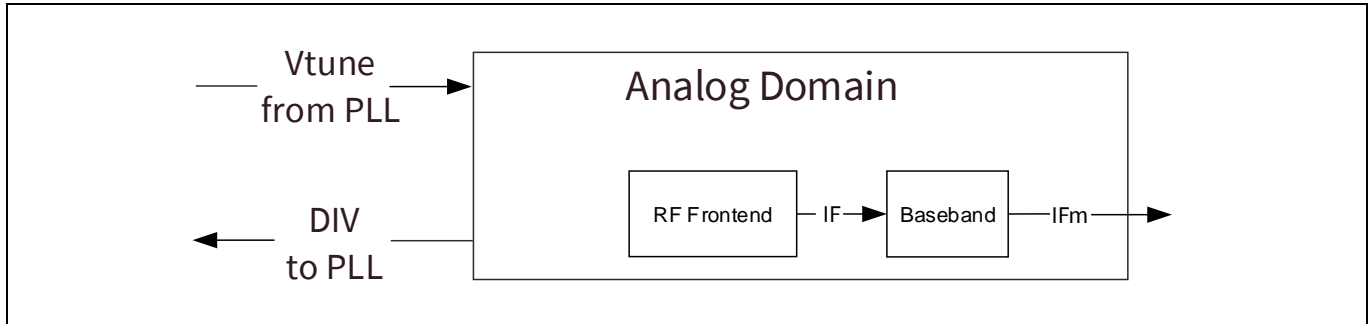 Vtune
from PLL
Analog Domain
DIV
to PLL
RF Frontend
IF
Baseband
IFm